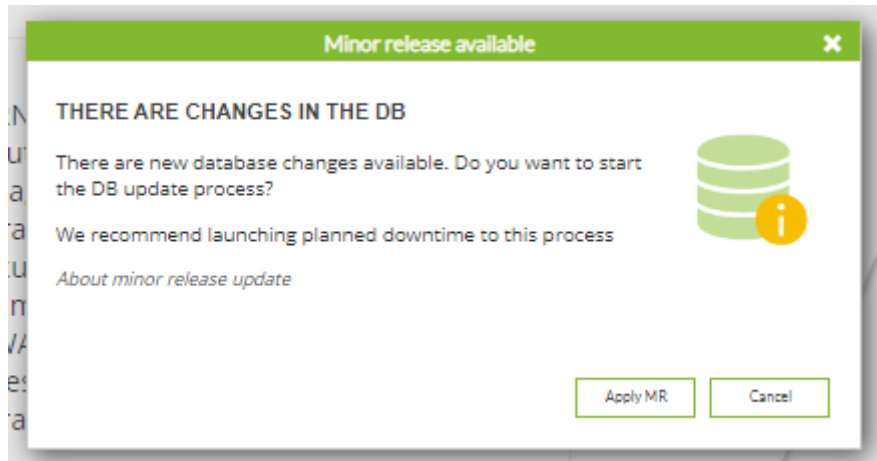 Minor release available
THERE ARE CHANGES IN THE DB
There are new database changes available. Do you want to start
the DB update process?
We recommend launching planned downtime to this process
About minor release update
Apply MR
Cancel